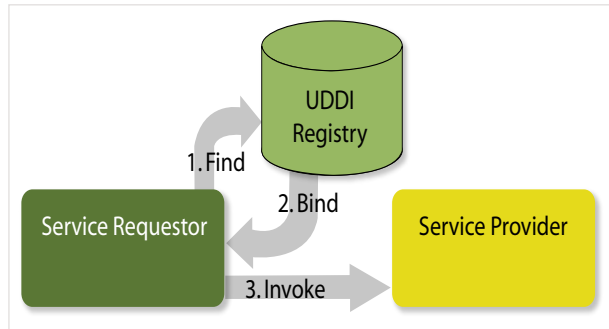 UDDI
Registry
1. Find
2. Bind
Service Requestor
Service Provider
3. Invoke